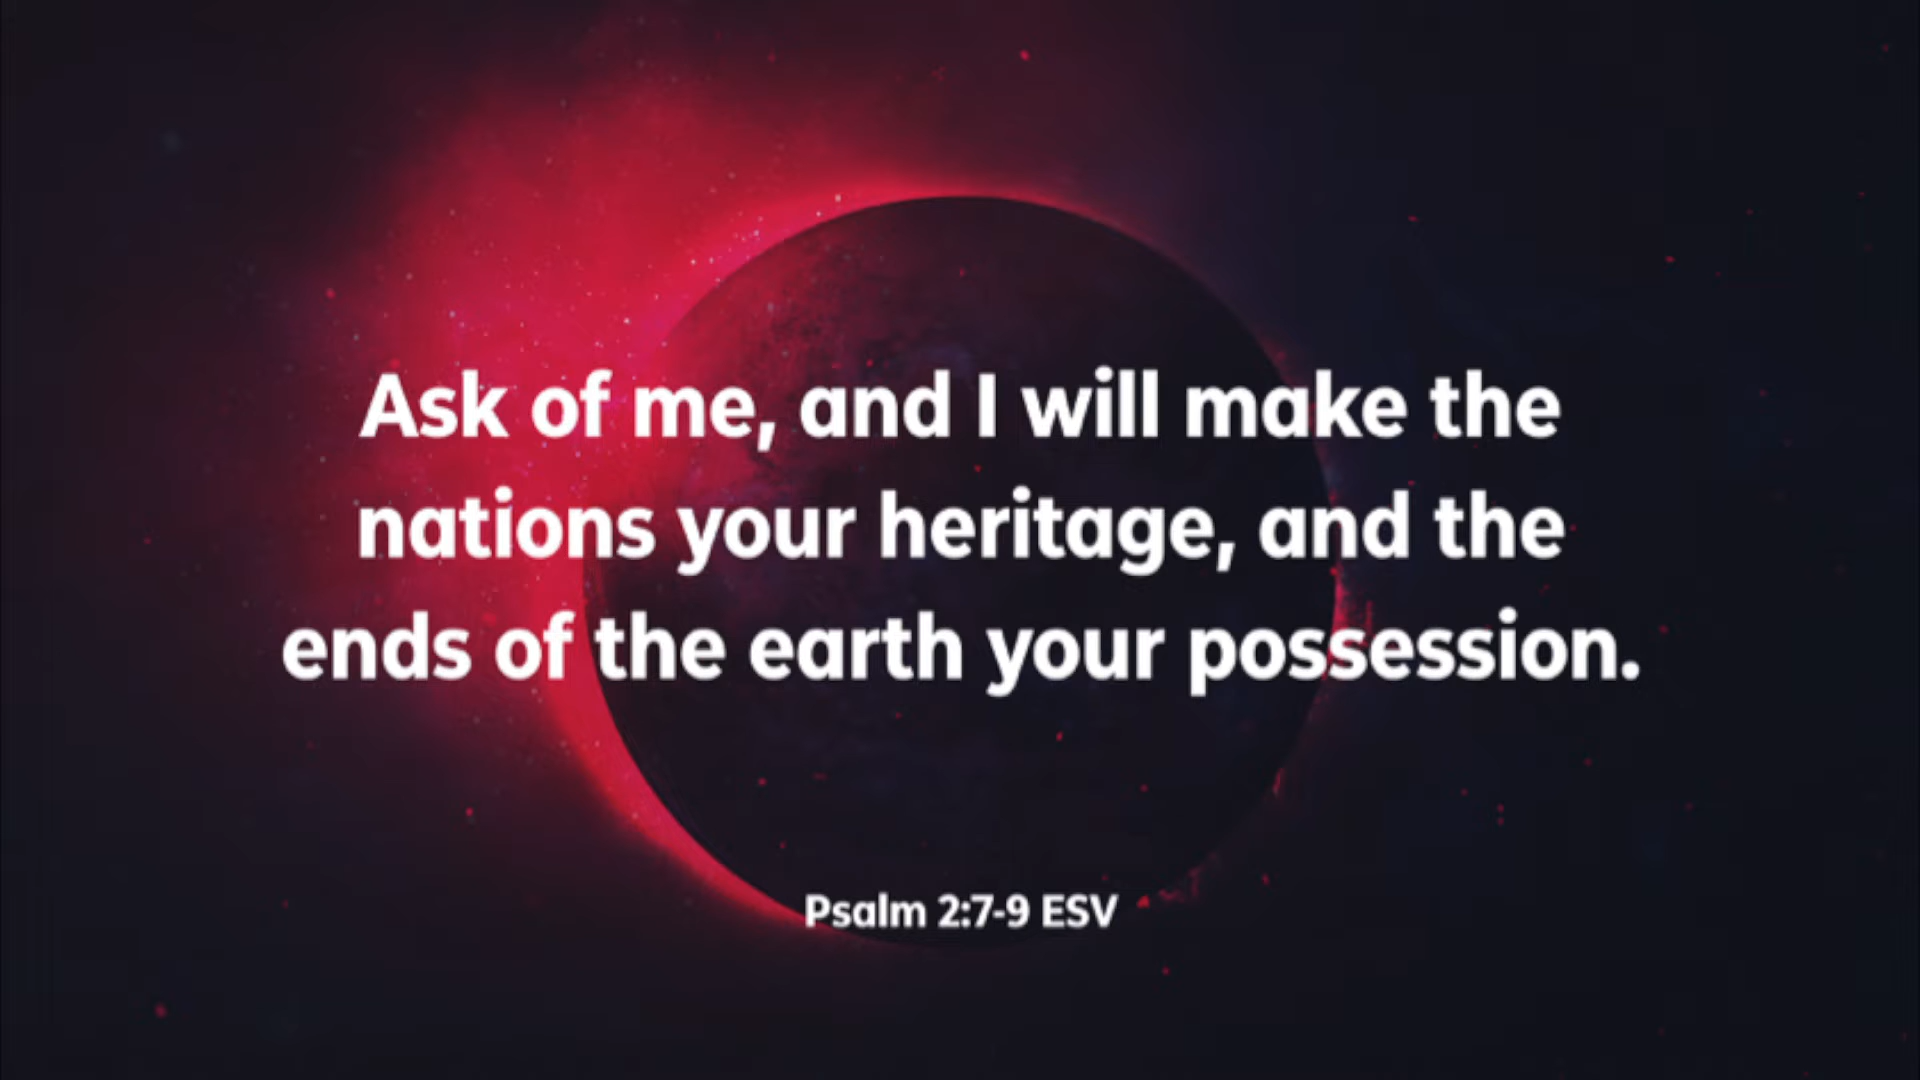 Ask of me, and I will make the
nations your heritage, and the
ends of the earth your possession.
Psalm 2:7-9 ESV